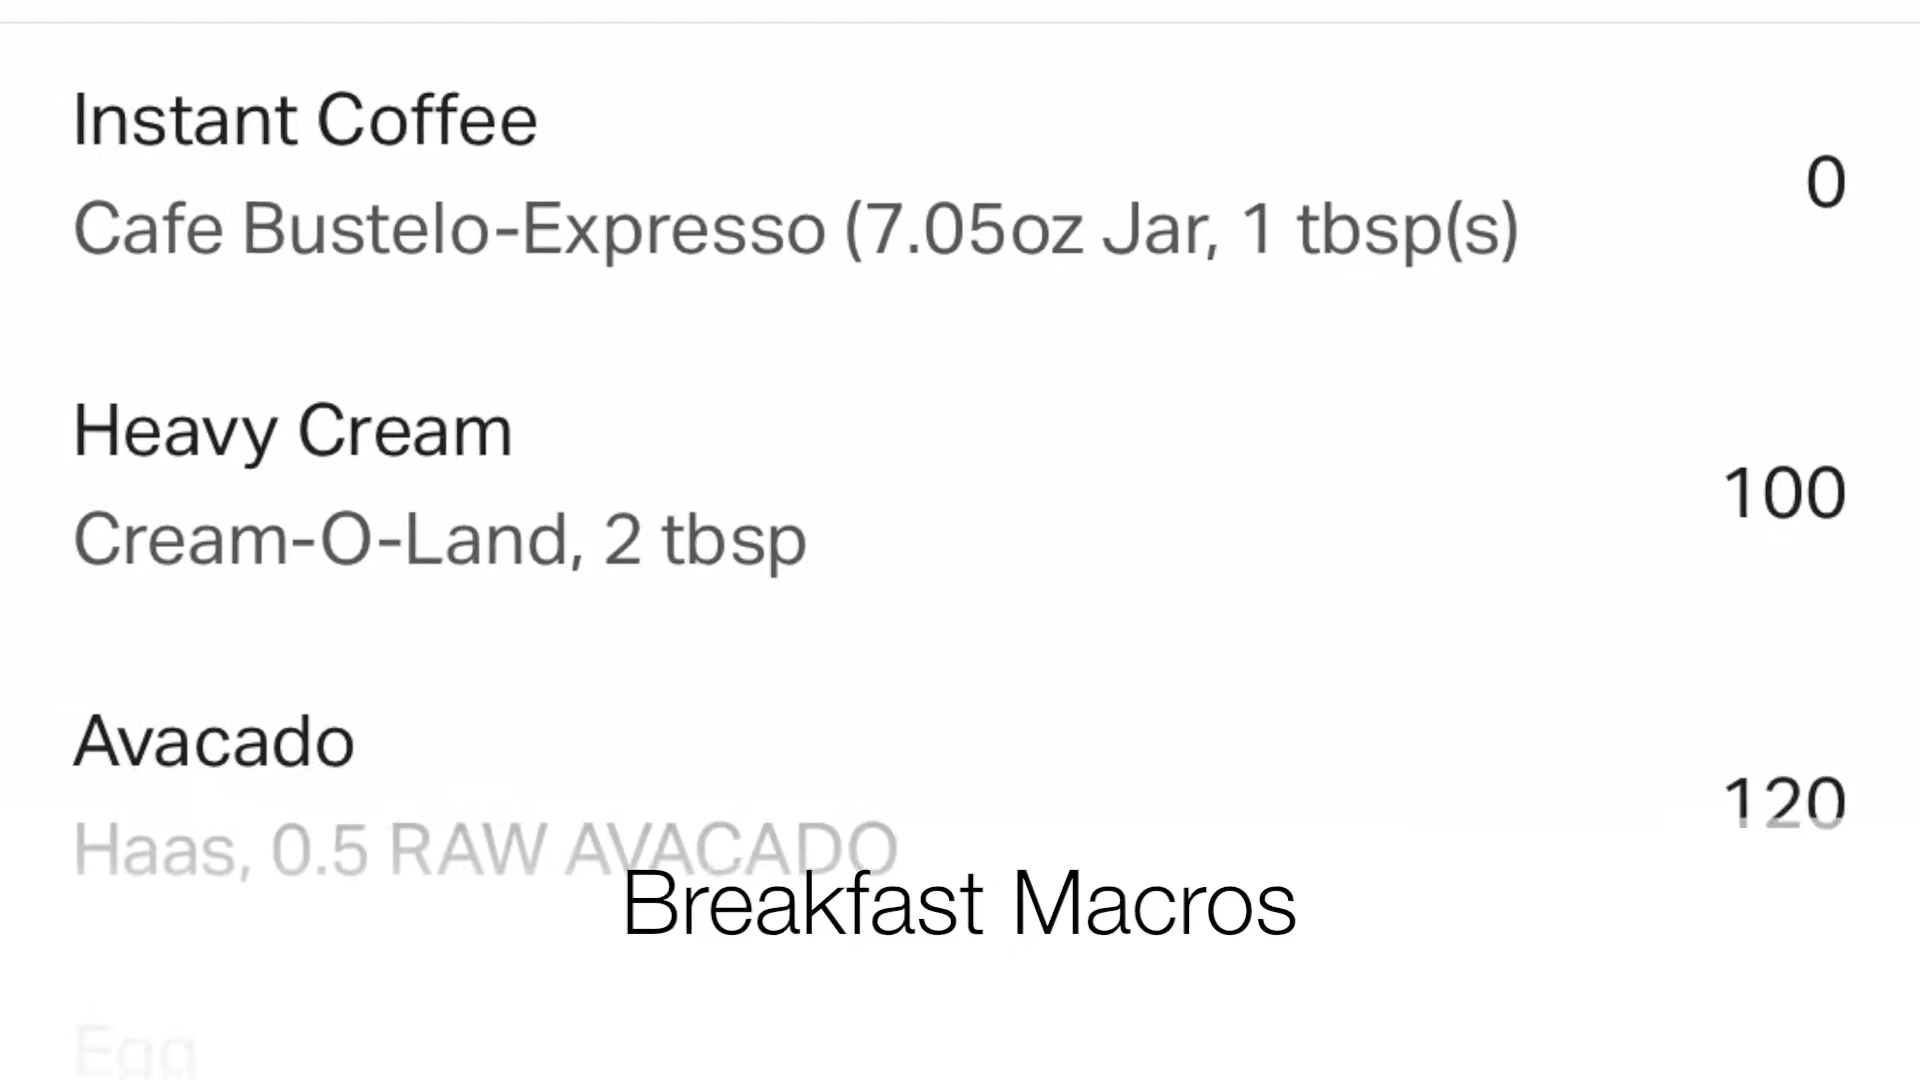 Instant Coffee
0
Cafe Bustelo-Expresso (7.05oz Jar, 1 tbsp(s)
Heavy Cream
100
Cream-O-Land, 2 tbsp
Avacado
120
Haas, 0.5 RAW AVACADO
Breakfast Macros
Egg